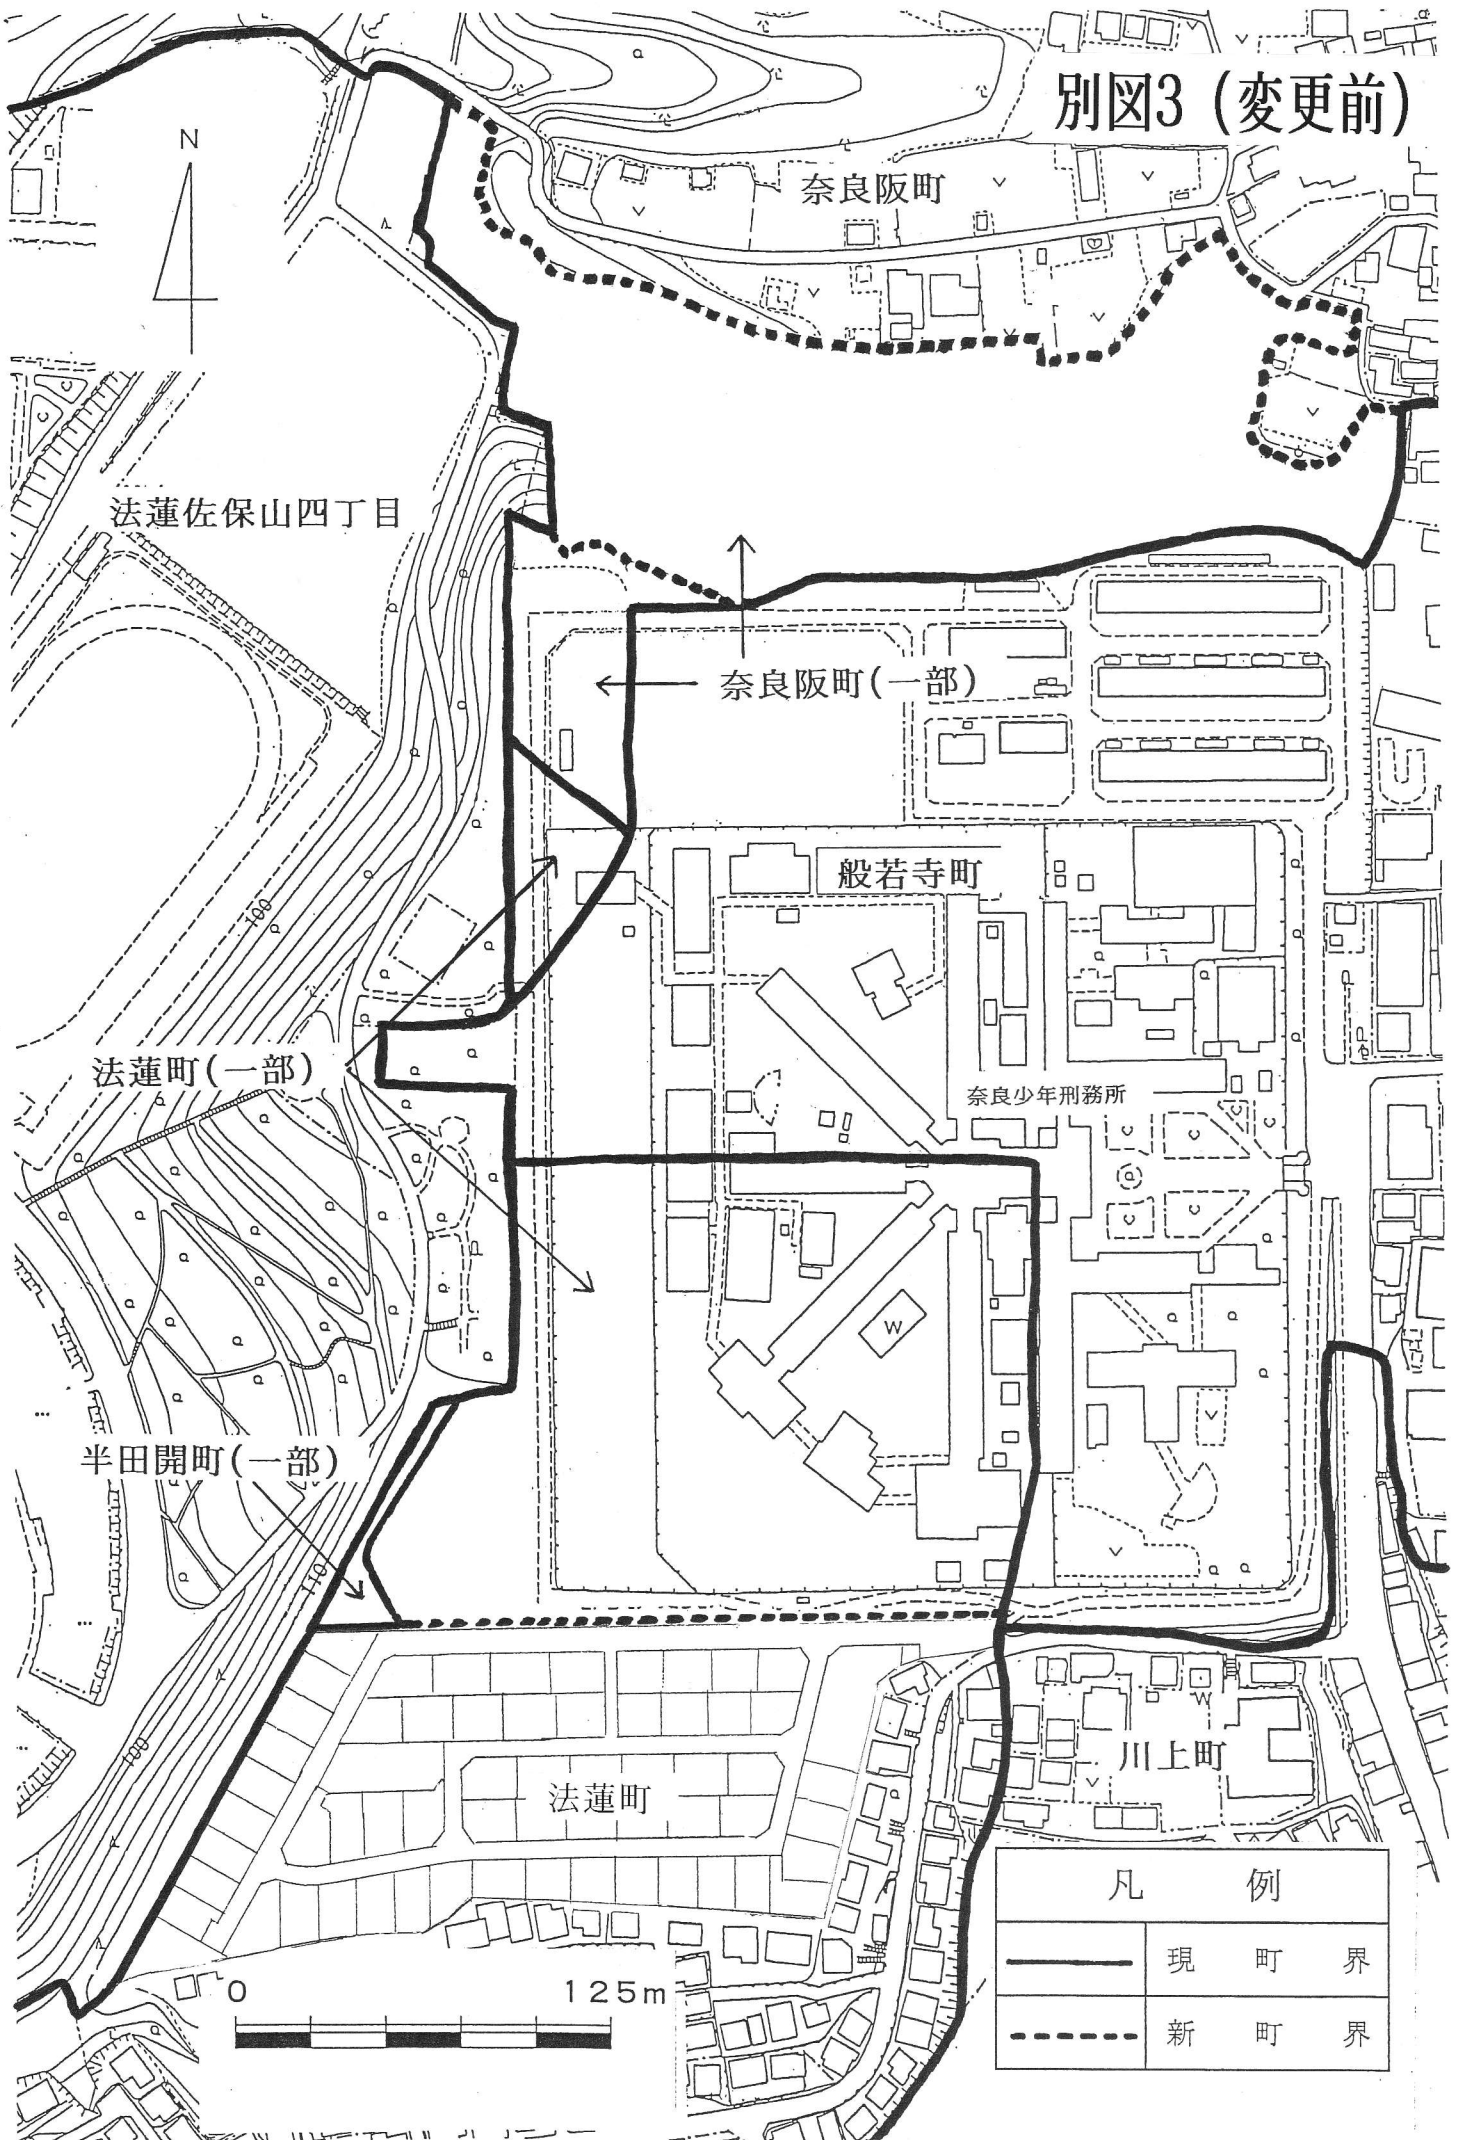 別図3 (変更前)
N
奈良阪町
法蓮佐保山四丁目
奈良阪町(一部)
般若寺町
100
法蓮町(一部)
奈良少年刑務所
W
半田開町(一部)
110
W
100
川上町
法蓮町
凡 例
現 町 界
新 町 界
0 125m